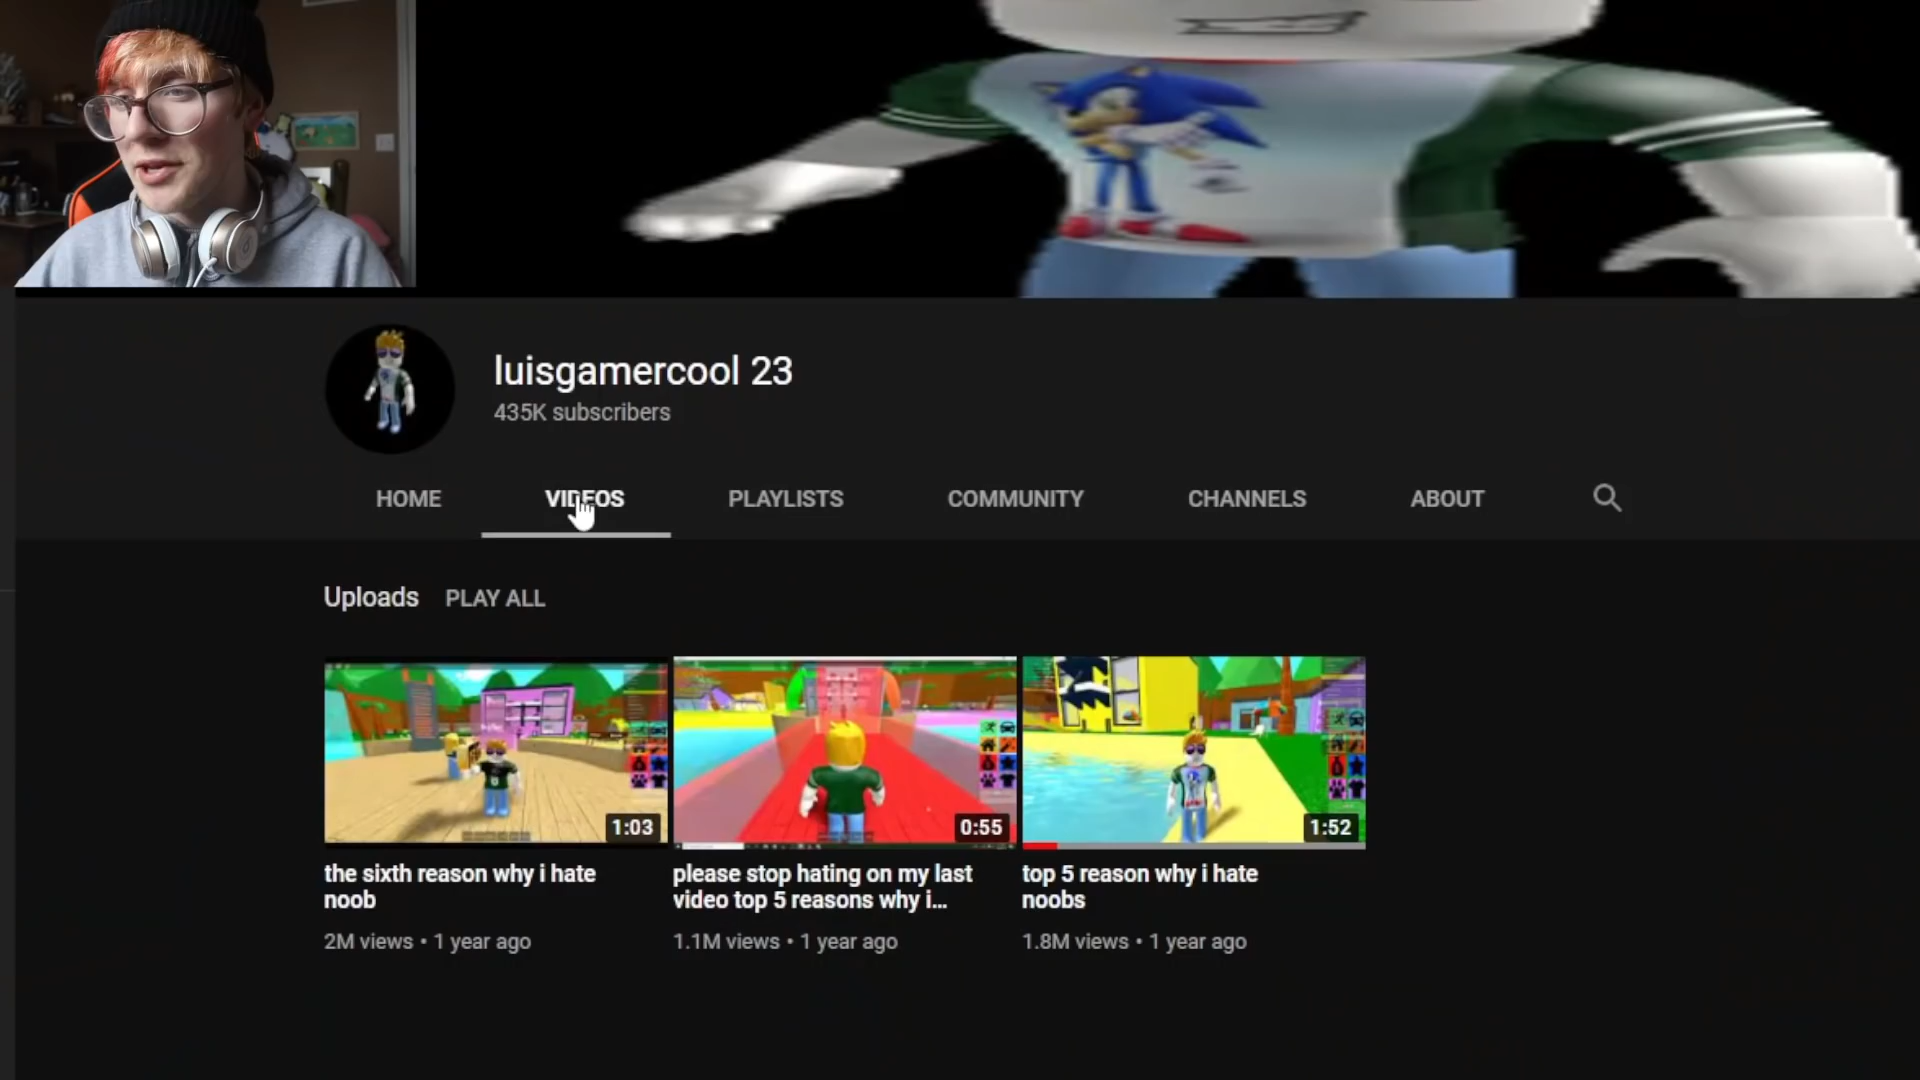 luisgamercool 23
435K subscribers
HOME
VIDEOS
PLAYLISTS
COMMUNITY
CHANNELS
ABOUT
Uploads
PLAY ALL
1:03
0:55
1:52
the sixth reason why i hate
noob
2M views • 1 year ago
please stop hating on my last
video top 5 reasons why i...
1.1M views • 1 year ago
top 5 reason why i hate
noobs
1.8M views • 1 year ago